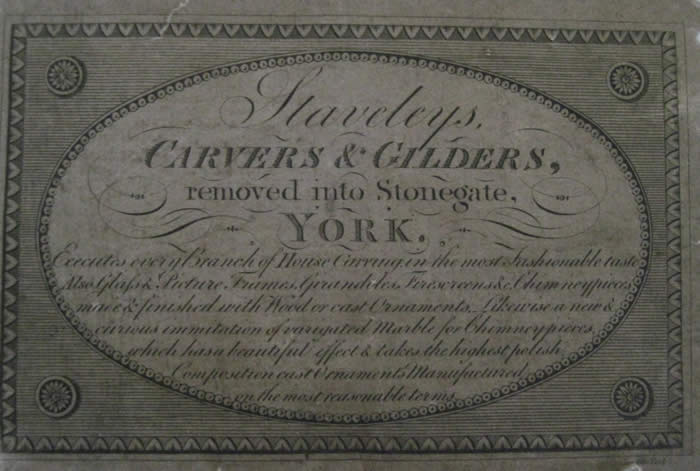 Staveleys,
CARVERS & GILDERS,
removed into Stonegate,
YORK.
Executes every Branch of House Carving, in the most Fashionable taste
Also Glass & Picture Frames, Girandoles, Firescreens &c. Chimneypieces
made & finished with Wood or cast Ornaments, Likewise a new &
curious immitation of varigated Marble for Chimneypieces,
which has a beautiful effect & takes the highest polish
Composition cast Ornaments Manufactured
on the most reasonable terms.